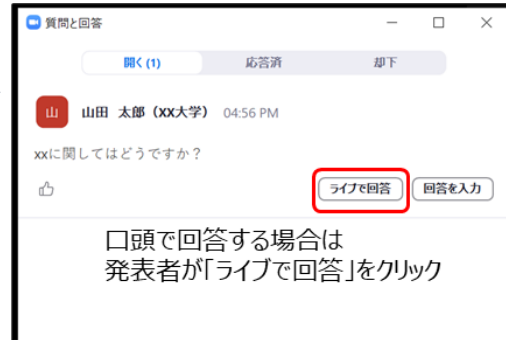 質問と回答
開く(1) 応答済 却下
山 山田 太郎（XX大学） 04:56 PM
xxに関してはどうですか？
ライブで回答 回答を入力
口頭で回答する場合は
発表者が「ライブで回答」をクリック